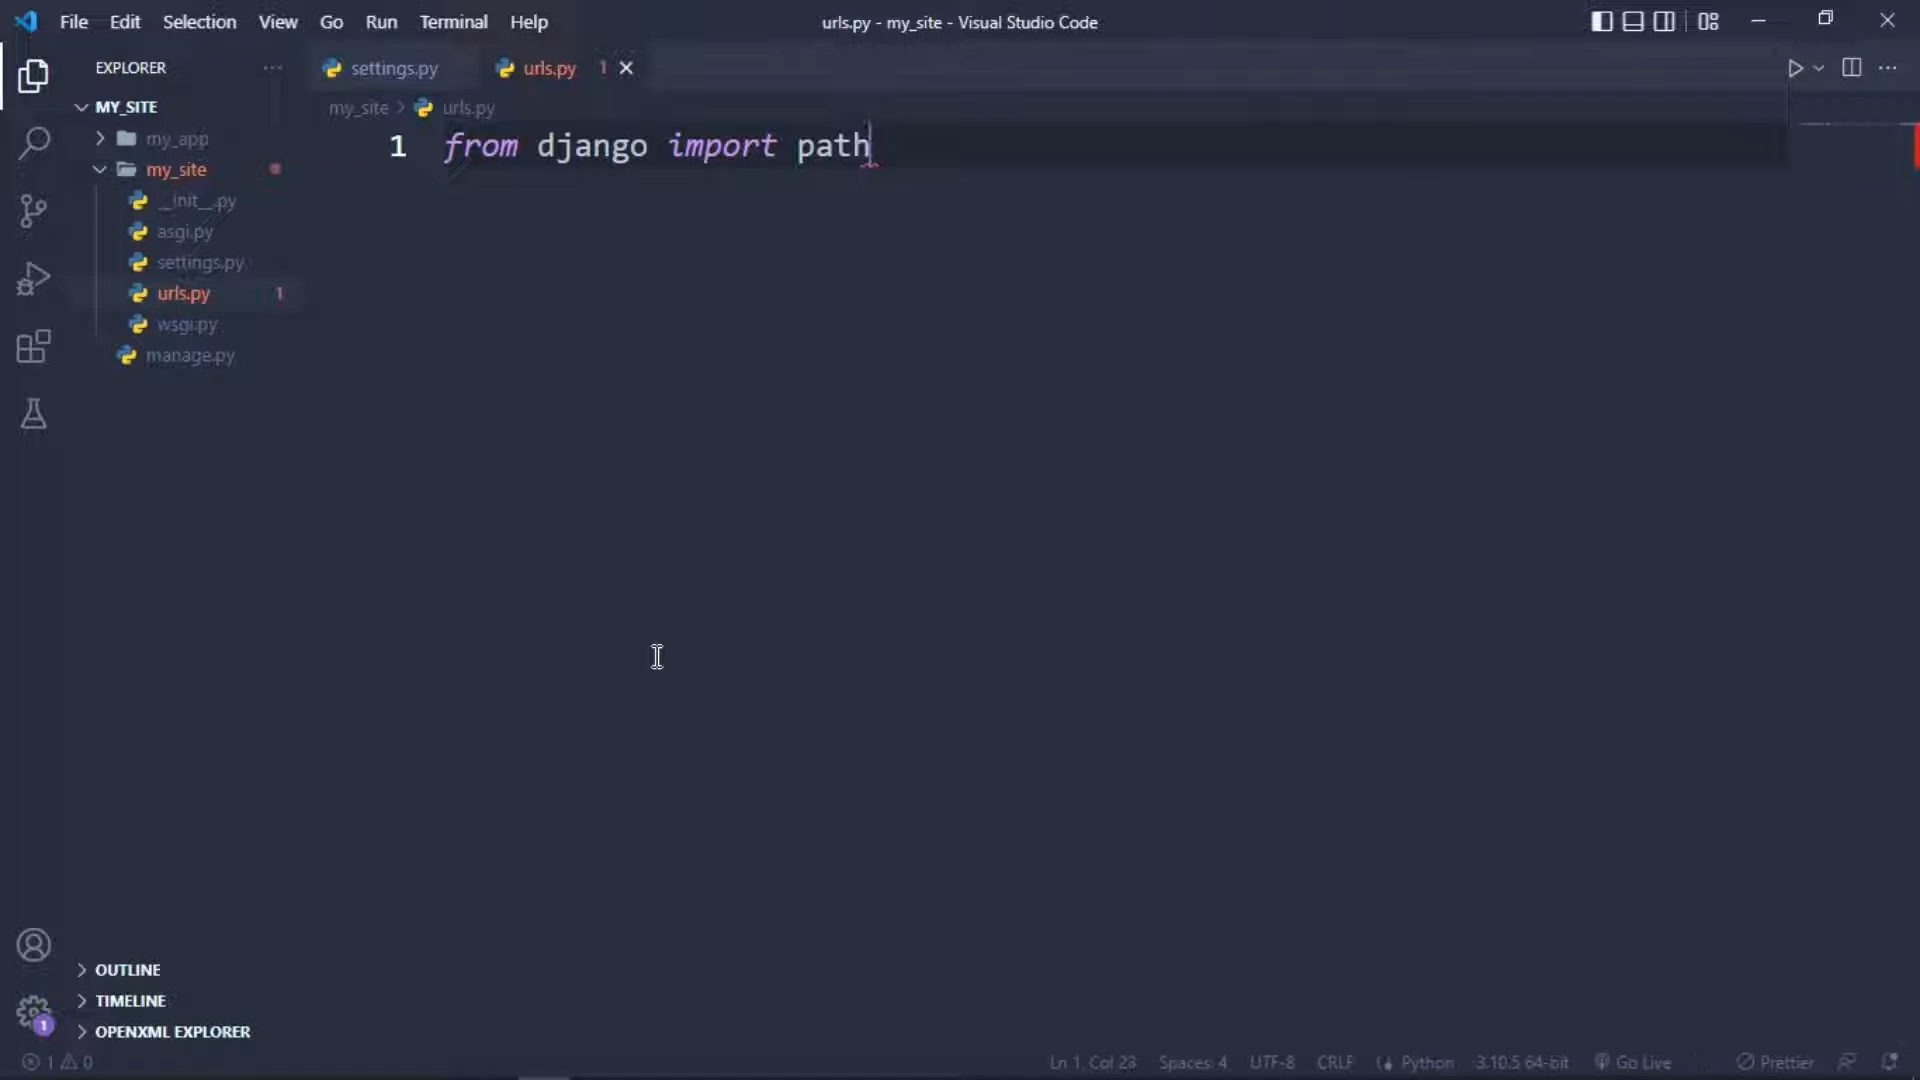 File Edit Selection View Go Run Terminal Help
urls.py - my_site - Visual Studio Code
EXPLORER
settings.py
urls.py 1
MY_SITE
my_site > urls.py
my_app
1 from django import path
my_site
__init__.py
asgi.py
settings.py
urls.py 1
wsgi.py
manage.py
OUTLINE
TIMELINE
1
OPENXML EXPLORER
1 0
Ln 1, Col 23 Spaces: 4 UTF-8 CRLF Python 3.10.5 64-bit Go Live Prettier